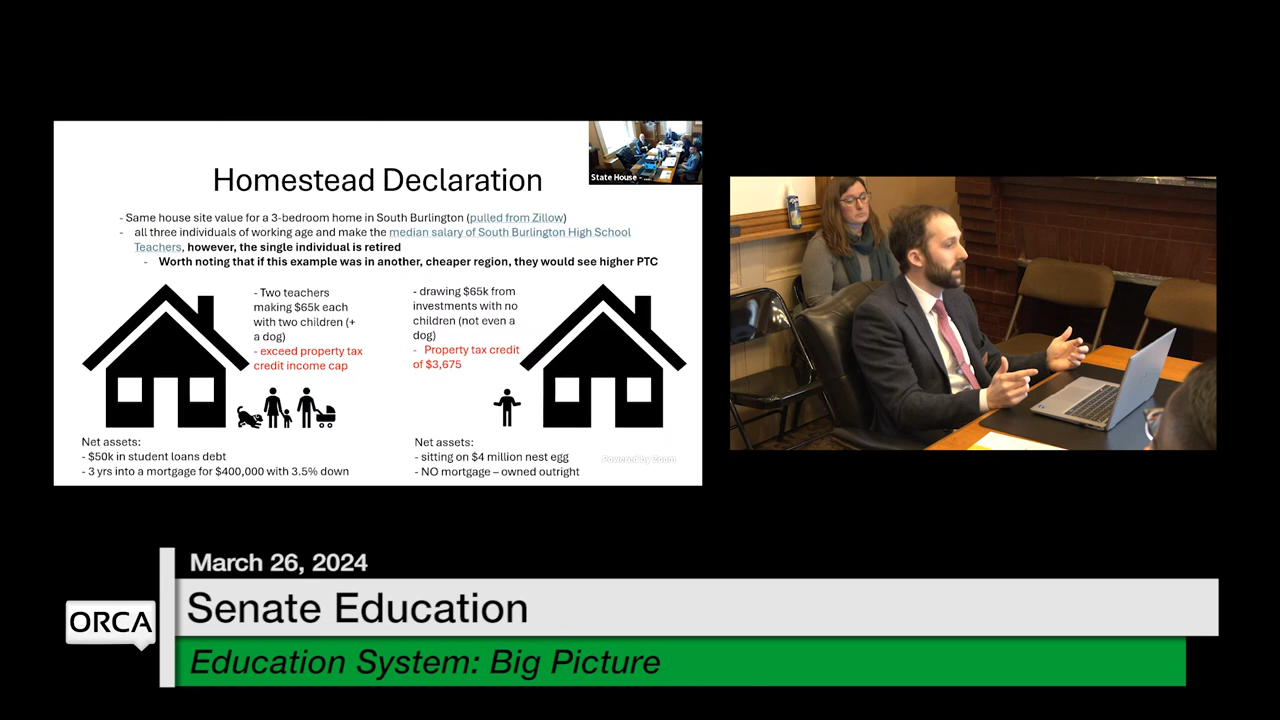 Homestead Declaration
State House - ...
- Same house site value for a 3-bedroom home in South Burlington (pulled from Zillow)
- all three individuals of working age and make the median salary of South Burlington High School
Teachers, however, the single individual is retired
- Worth noting that if this example was in another, cheaper region, they would see higher PTC
- Two teachers
making $65k each
with two children (+
a dog)
- exceed property tax
credit income cap
- drawing $65k from
investments with no
children (not even a
dog)
- Property tax credit
of $3,675
Net assets:
- $50k in student loans debt
- 3 yrs into a mortgage for $400,000 with 3.5% down
Net assets:
- sitting on $4 million nest egg
- NO mortgage – owned outright
Powered by Zoom
March 26, 2024
ORCA
Senate Education
Education System: Big Picture